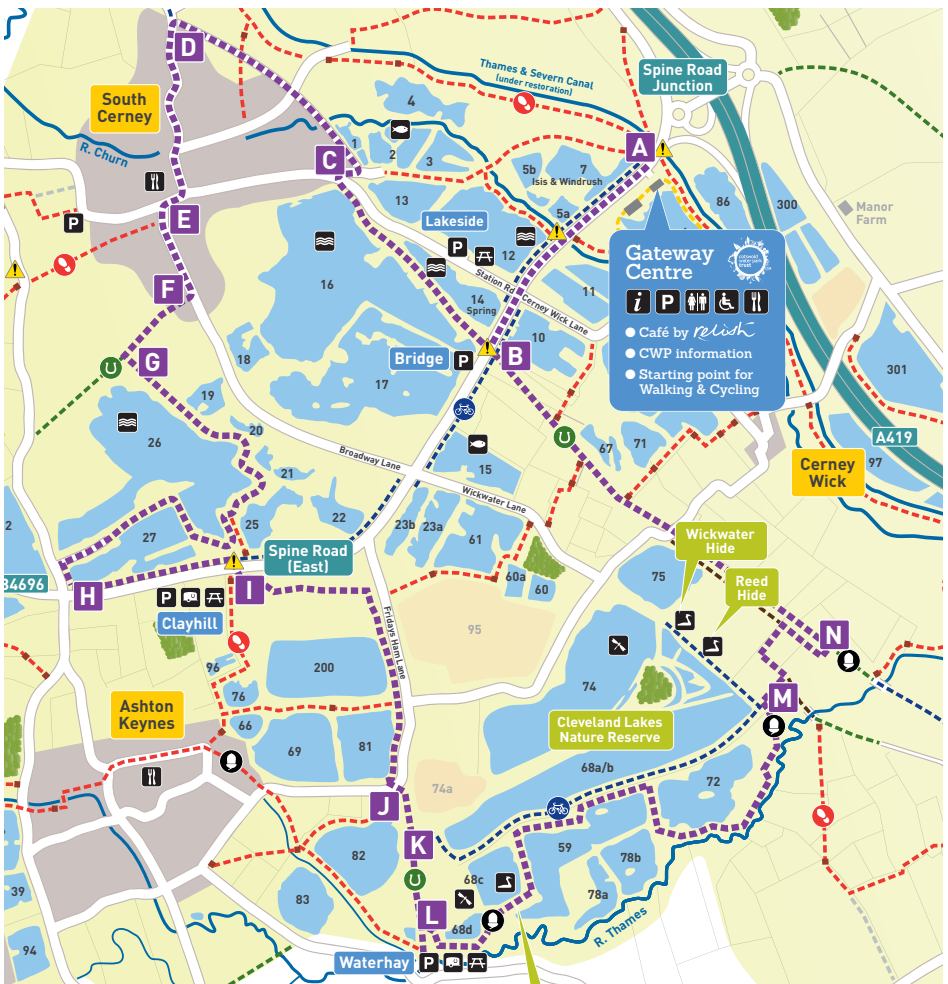 D
South
Cerney
R. Churn
Thames & Severn Canal
(under restoration)
Spine Road
Junction
4
1
2
3
C
A
5b
7
Isis & Windrush
5a
86
300
Manor
Farm
P
E
F
G
13
Lakeside
P
12
16
Station Rd
Cerney Wick Lane
14
Spring
11
10
Gateway
Centre
cotswold
water park
trust
i P
Café by relish
CWP information
Starting point for
Walking & Cycling
Bridge P
B
18
17
19
20
26
21
22
25
27
Broadway Lane
15
Wickwater Lane
23b
23a
61
67
71
301
A419
97
Cerney
Wick
2
B4696
H
Spine Road
(East)
I
P
Clayhill
60a
60
75
Wickwater
Hide
Reed
Hide
N
M
95
Fridays Ham Lane
96
200
76
66
69
81
Ashton
Keynes
74
Cleveland Lakes
Nature Reserve
68a/b
72
74a
J
K
L
82
83
59
78b
78a
68c
68d
R. Thames
39
94
Waterhay P